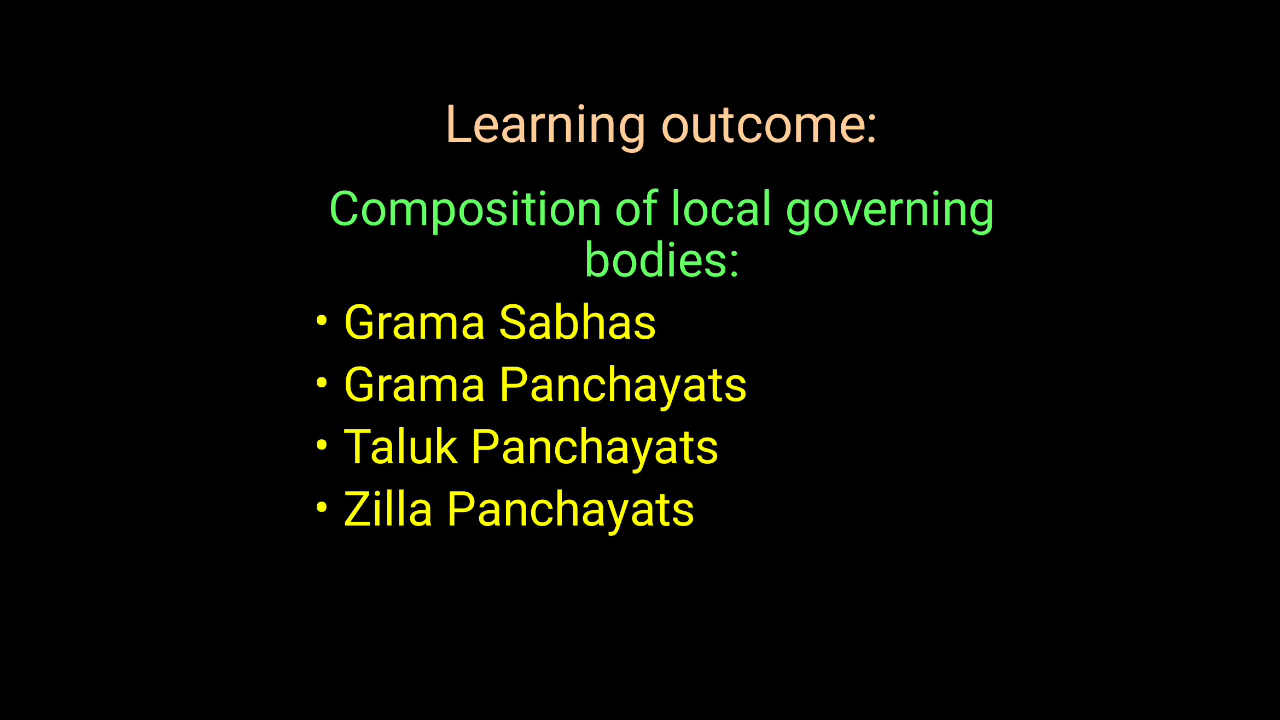 Learning outcome:
Composition of local governing
bodies:
• Grama Sabhas
• Grama Panchayats
• Taluk Panchayats
• Zilla Panchayats